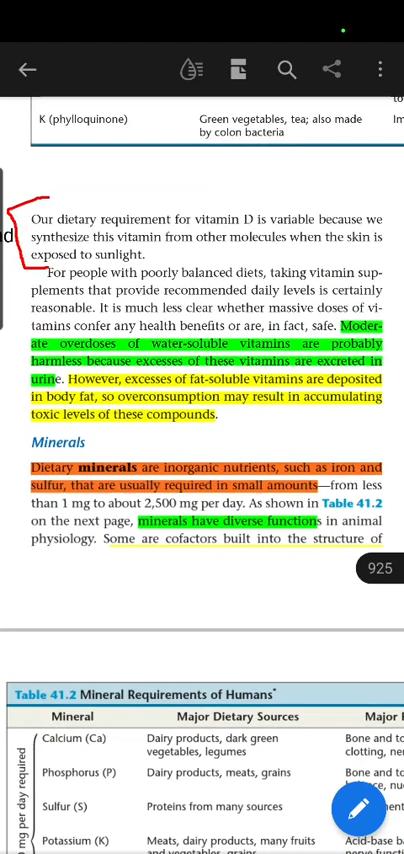 to
K (phylloquinone) Green vegetables, tea; also made Im
by colon bacteria
Our dietary requirement for vitamin D is variable because we
nd
synthesize this vitamin from other molecules when the skin is
exposed to sunlight.
For people with poorly balanced diets, taking vitamin sup-
plements that provide recommended daily levels is certainly
reasonable. It is much less clear whether massive doses of vi-
tamins confer any health benefits or are, in fact, safe. Moder-
ate overdoses of water-soluble vitamins are probably
harmless because excesses of these vitamins are excreted in
urine. However, excesses of fat-soluble vitamins are deposited
in body fat, so overconsumption may result in accumulating
toxic levels of these compounds.
Minerals
Dietary minerals are inorganic nutrients, such as iron and
sulfur, that are usually required in small amounts—from less
than 1 mg to about 2,500 mg per day. As shown in Table 41.2
on the next page, minerals have diverse functions in animal
physiology. Some are cofactors built into the structure of
925
Table 41.2 Mineral Requirements of Humans*
Mineral Major Dietary Sources Major
mg per day required
Calcium (Ca) Dairy products, dark green Bone and to
vegetables, legumes clotting, ner
Phosphorus (P) Dairy products, meats, grains Bone and to
Sulfur (S) Proteins from many sources
Potassium (K) Meats, dairy products, many fruits Acid-base ba
and vegetables, grains